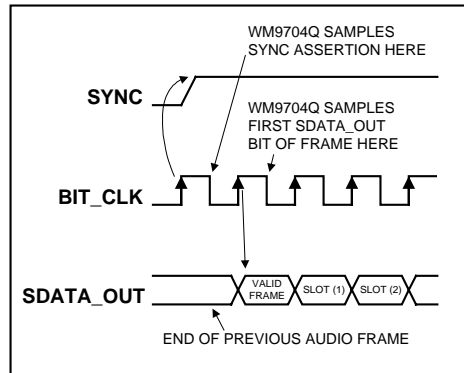 WM9704Q SAMPLES
SYNC ASSERTION HERE
SYNC
WM9704Q SAMPLES
FIRST SDATA_OUT
BIT OF FRAME HERE
BIT_CLK
SDATA_OUT
VALID
FRAME
SLOT (1)
SLOT (2)
END OF PREVIOUS AUDIO FRAME